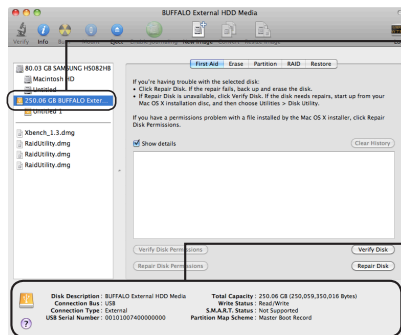 BUFFALO External HDD Media
Verify Info New Image
First Aid Erase Partition RAID Restore
80.03 GB SAMSUNG HS082HB
Macintosh HD
Untitled
250.06 GB BUFFALO Exter...
Untitled 1
Xbench_1.3.dmg
RaidUtility.dmg
RaidUtility.dmg
RaidUtility.dmg
If you're having trouble with the selected disk:
• Click Repair Disk. If the repair fails, back up and erase the disk.
• If Repair Disk is unavailable, click Verify Disk. If the disk needs repairs, start up from your
Mac OS X installation disc, and then choose Utilities > Disk Utility.
If you have a permissions problem with a file installed by the Mac OS X installer, click Repair
Disk Permissions.
Show details
Clear History
Verify Disk Permissions
Verify Disk
Repair Disk Permissions
Repair Disk
Disk Description : BUFFALO External HDD Media
Connection Bus : USB
Connection Type : External
USB Serial Number : 001010074000000000
Total Capacity : 250.06 GB (250,059,350,016 Bytes)
Write Status : Read/Write
S.M.A.R.T. Status : Not Supported
Partition Map Scheme : Master Boot Record
?